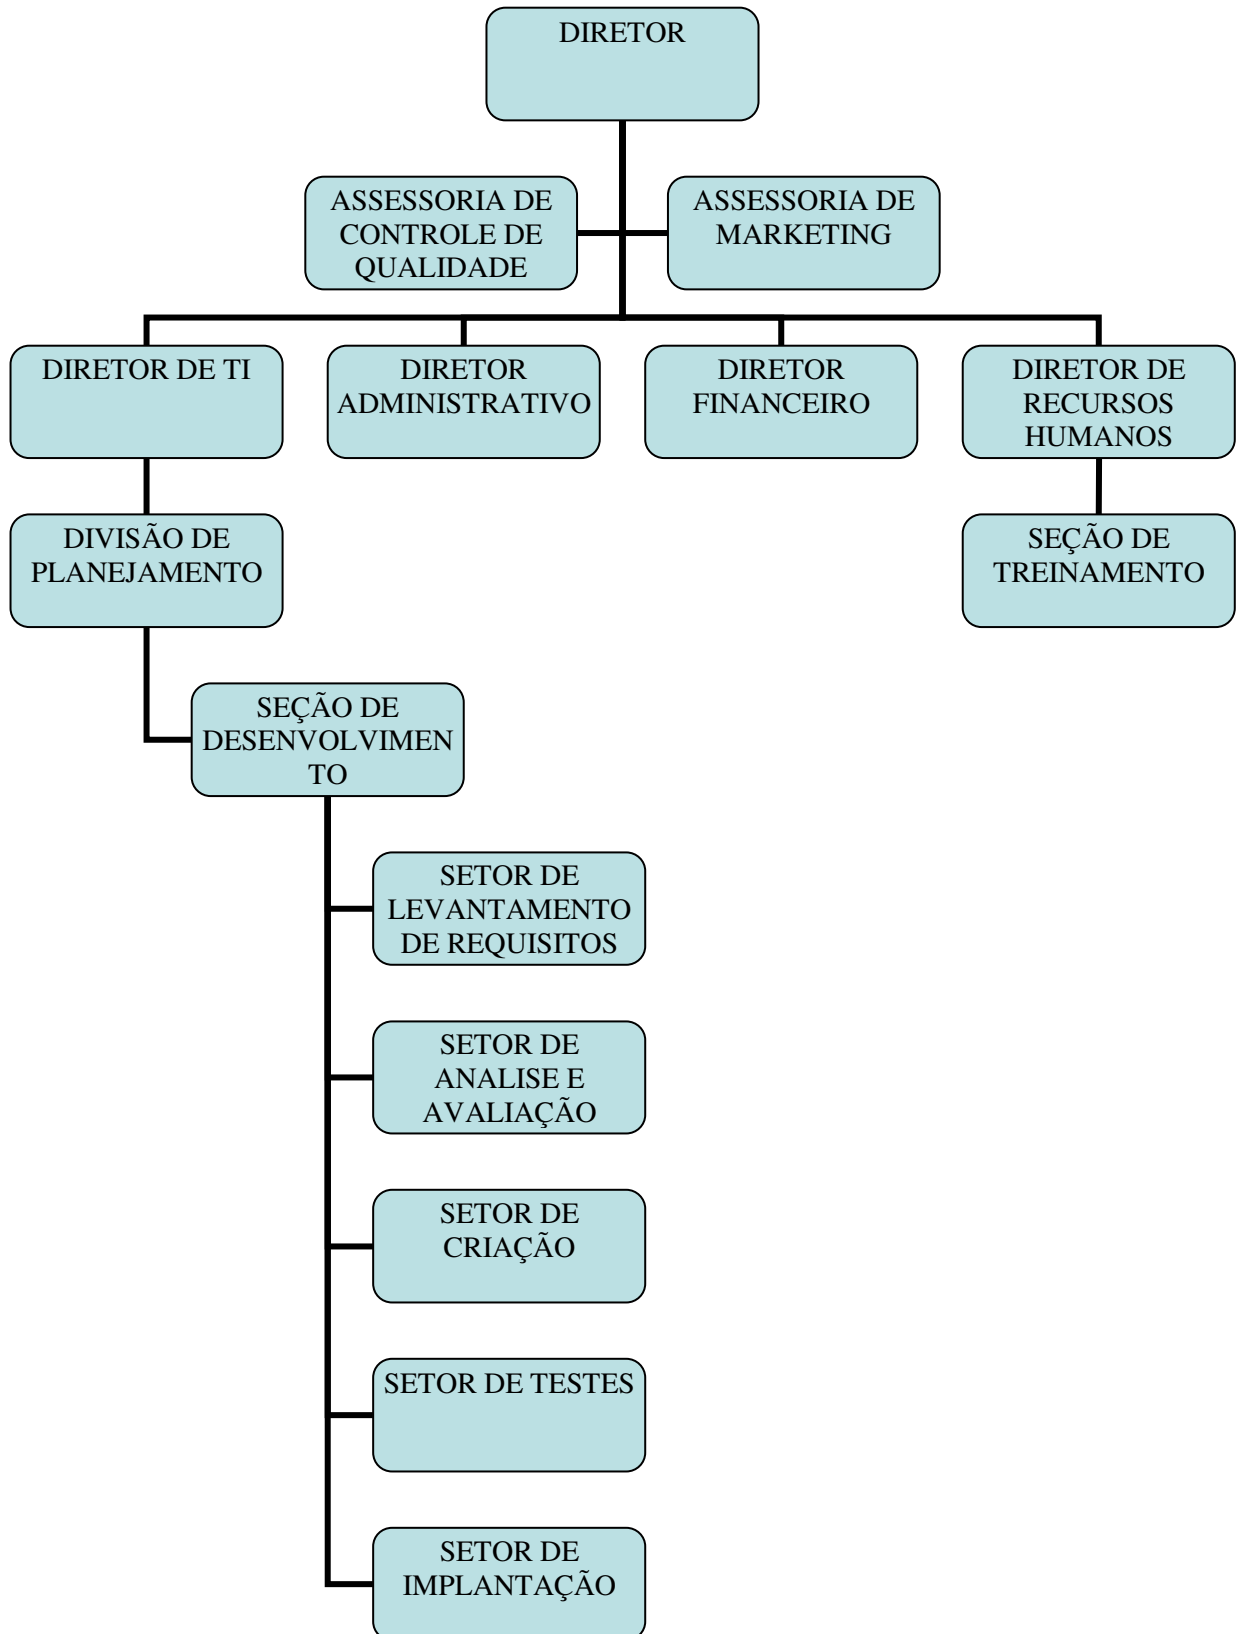 DIRETOR
ASSESSORIA DE
CONTROLE DE
QUALIDADE
ASSESSORIA DE
MARKETING
DIRETOR DE TI
DIRETOR
ADMINISTRATIVO
DIRETOR
FINANCEIRO
DIRETOR DE
RECURSOS
HUMANOS
DIVISÃO DE
PLANEJAMENTO
SEÇÃO DE
TREINAMENTO
SEÇÃO DE
DESENVOLVIMEN
TO
SETOR DE
LEVANTAMENTO
DE REQUISITOS
SETOR DE
ANALISE E
AVALIAÇÃO
SETOR DE
CRIAÇÃO
SETOR DE TESTES
SETOR DE
IMPLANTAÇÃO